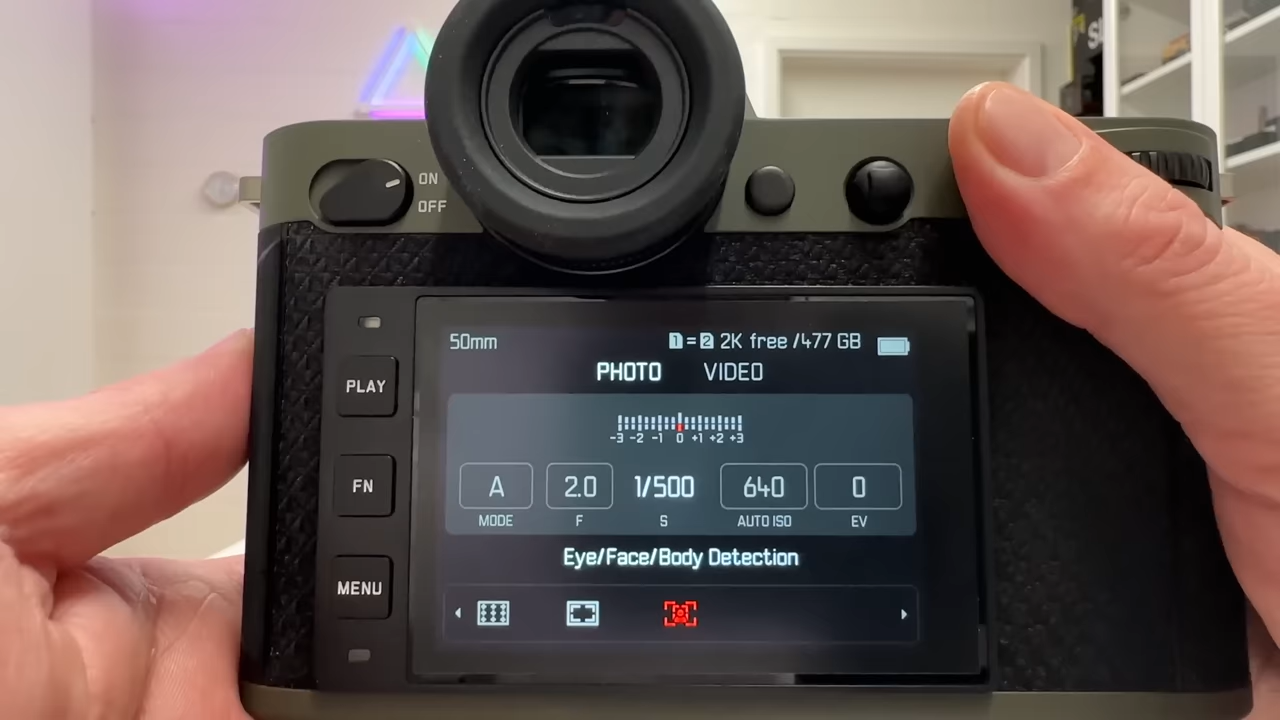 ON
OFF
50mm
1=2 2K free /477 GB
PHOTO VIDEO
-3 -2 -1 0 +1 +2 +3
A 2.0 1/500 640 0
MODE F S AUTO ISO EV
Eye/Face/Body Detection
PLAY
FN
MENU